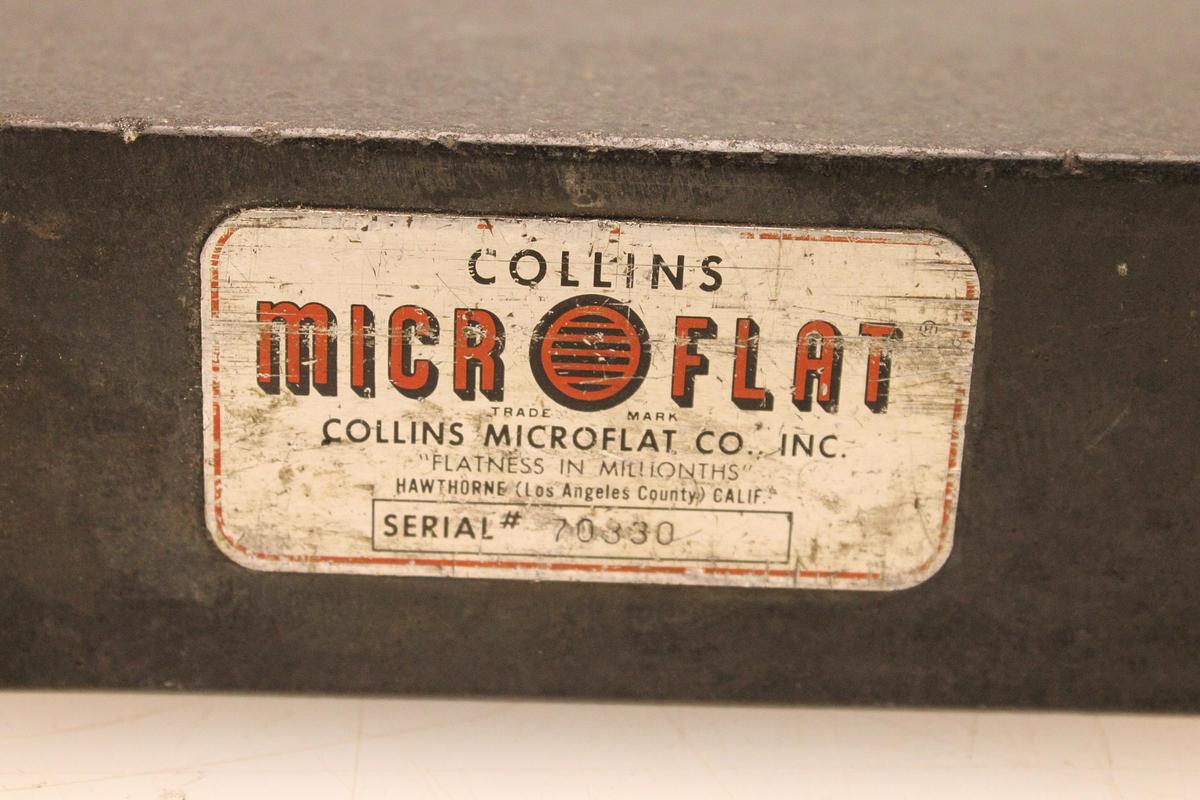 COLLINS
MICROFLAT ®
TRADE MARK
COLLINS MICROFLAT CO., INC.
"FLATNESS IN MILLIONTHS"
HAWTHORNE (Los Angeles County) CALIF.
SERIAL # 70330